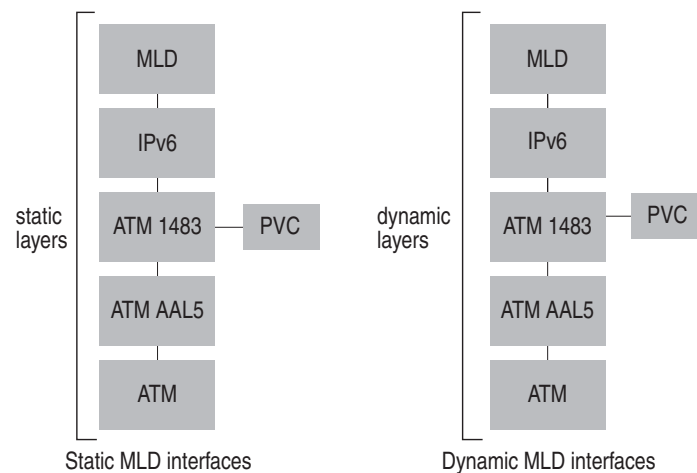 MLD
IPv6
static
layers
ATM 1483
PVC
ATM AAL5
ATM
Static MLD interfaces
MLD
IPv6
dynamic
layers
ATM 1483
PVC
ATM AAL5
ATM
Dynamic MLD interfaces